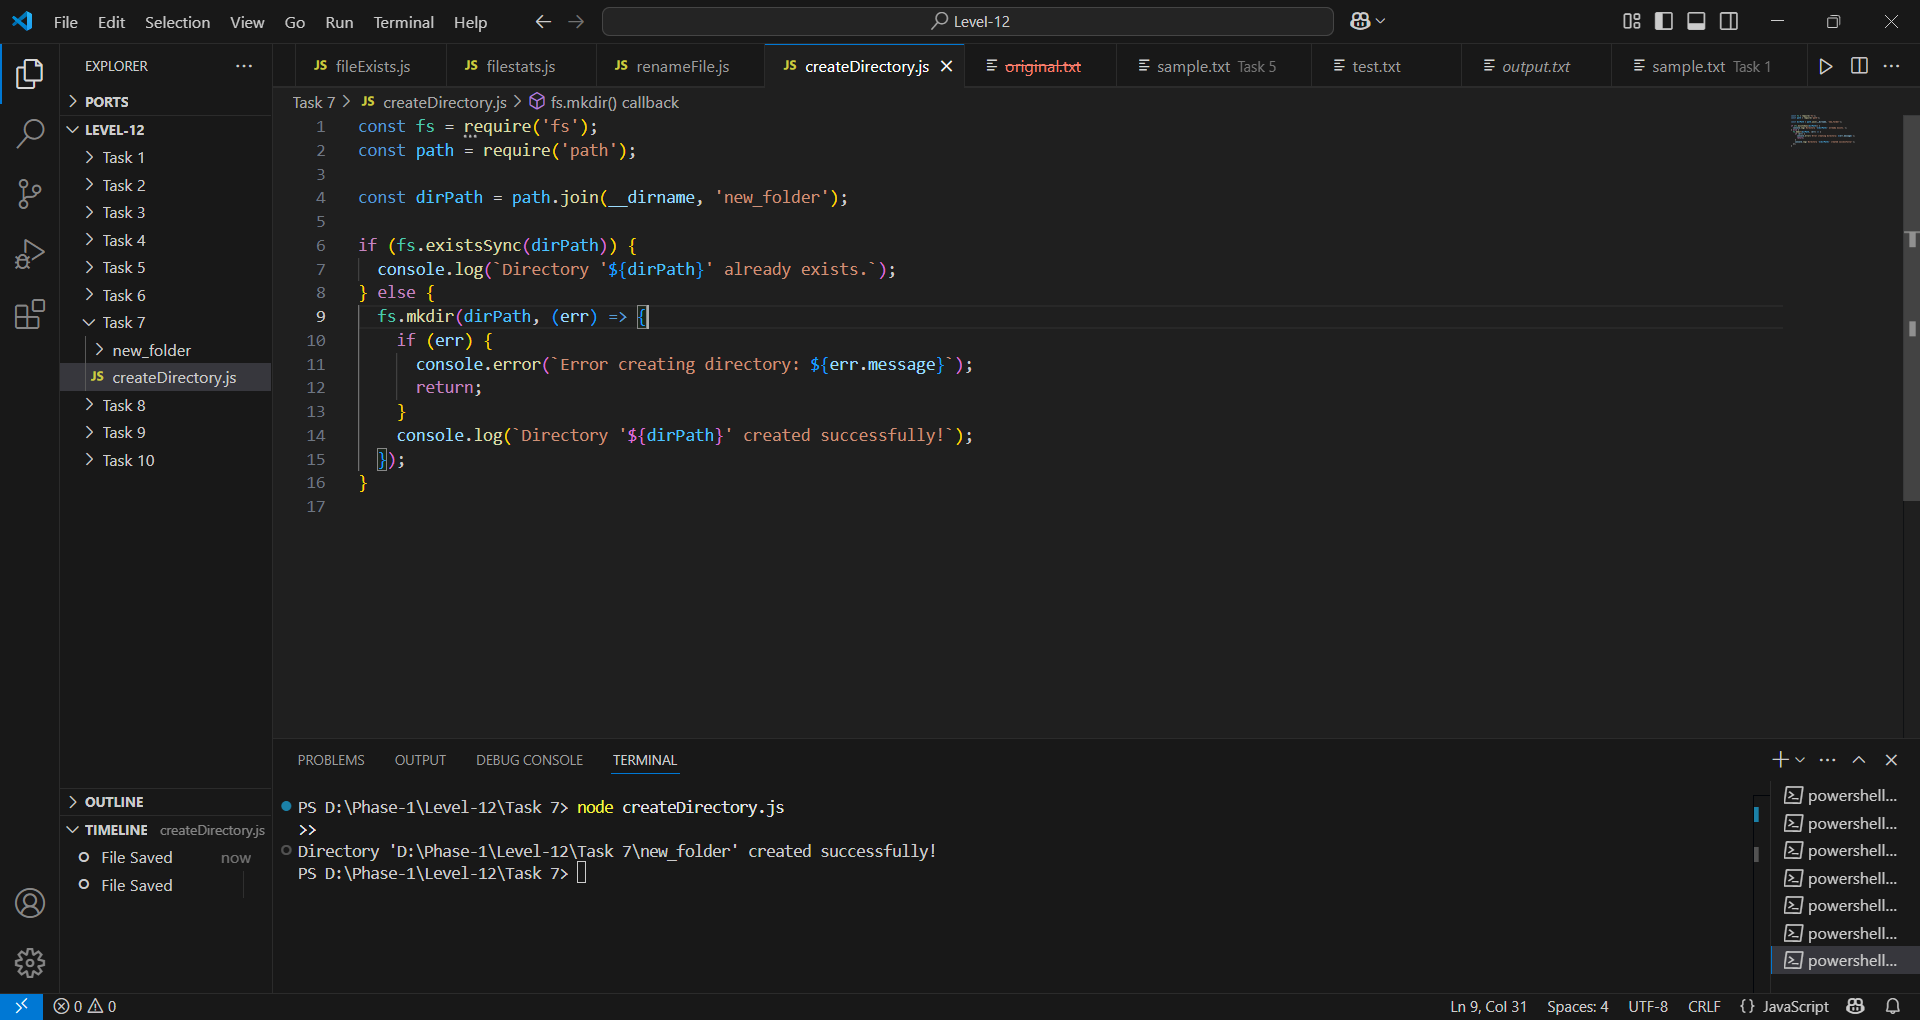 File Edit Selection View Go Run Terminal Help
Level-12
EXPLORER
PORTS
LEVEL-12
Task 1
Task 2
Task 3
Task 4
Task 5
Task 6
Task 7
new_folder
JS createDirectory.js
Task 8
Task 9
Task 10
OUTLINE
TIMELINE createDirectory.js
File Saved now
File Saved
JS fileExists.js JS filestats.js JS renameFile.js JS createDirectory.js original.txt sample.txt Task 5 test.txt output.txt sample.txt Task 1
Task 7 > JS createDirectory.js > fs.mkdir() callback
1 const fs = require('fs');
2 const path = require('path');
3
4 const dirPath = path.join(__dirname, 'new_folder');
5
6 if (fs.existsSync(dirPath)) {
7 console.log(`Directory '${dirPath}' already exists.`);
8 } else {
9 fs.mkdir(dirPath, (err) => {
10 if (err) {
11 console.error(`Error creating directory: ${err.message}`);
12 return;
13 }
14 console.log(`Directory '${dirPath}' created successfully!`);
15 });
16 }
17
PROBLEMS OUTPUT DEBUG CONSOLE TERMINAL
PS D:\Phase-1\Level-12\Task 7> node createDirectory.js
>>
Directory 'D:\Phase-1\Level-12\Task 7\new_folder' created successfully!
PS D:\Phase-1\Level-12\Task 7>
powershell...
powershell...
powershell...
powershell...
powershell...
powershell...
powershell...
0 0
Ln 9, Col 31 Spaces: 4 UTF-8 CRLF {} JavaScript